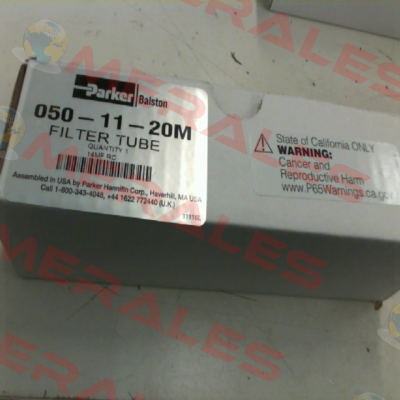 Parker Balston
050-11-20M
FILTER TUBE
QUANTITY 1
Assembled in USA by Parker Hannifin Corp, Haverhill, MA USA
Call 1-800-343-4048, +44 1622 772440 (U.K.)
State of California ONLY
WARNING:
Cancer and
Reproductive Harm
www.P65Warnings.ca.gov
MERALES